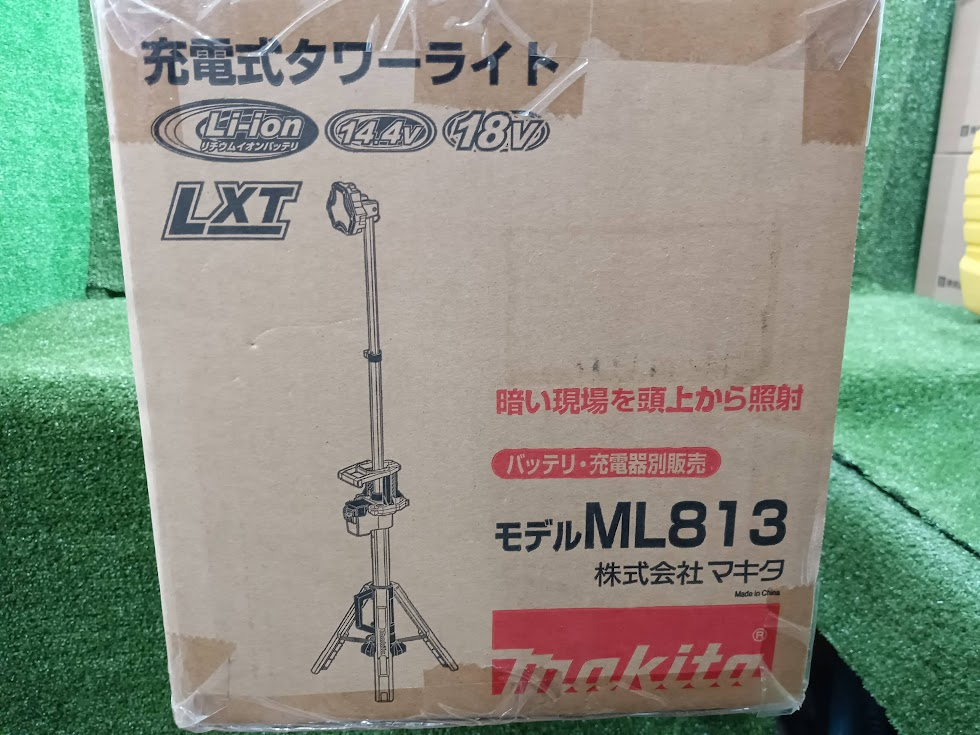 充電式タワーライト
Li-ion
リチウムイオンバッテリ
14.4V
18V
LXT
暗い現場を頭上から照射
バッテリ・充電器別販売
モデルML813
株式会社マキタ
Made in China
makita®